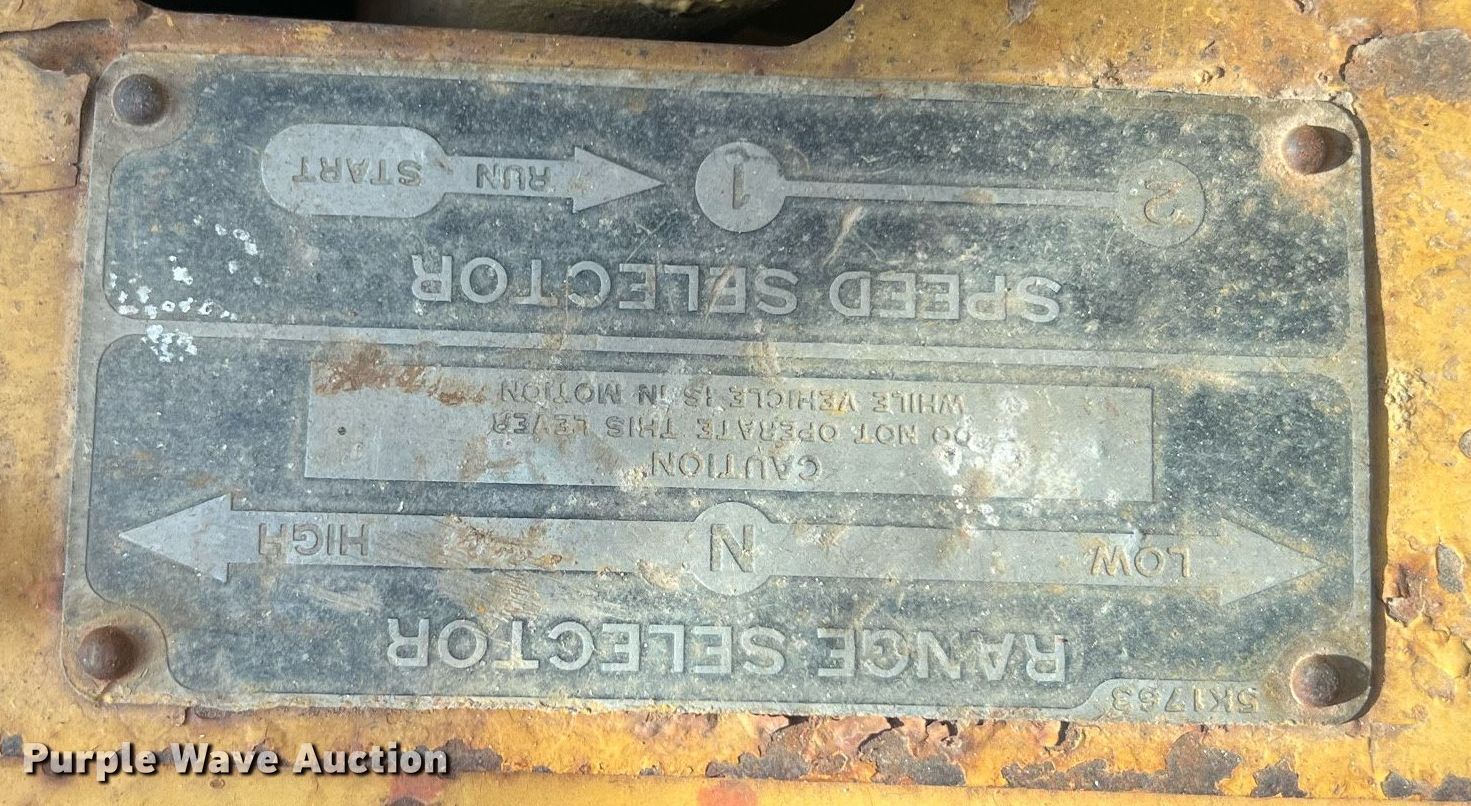 5K1763
RANGE SELECTOR
LOW N HIGH
CAUTION
DO NOT OPERATE THIS LEVER
WHILE VEHICLE IS IN MOTION
SPEED SELECTOR
2 1 RUN START
Purple Wave Auction